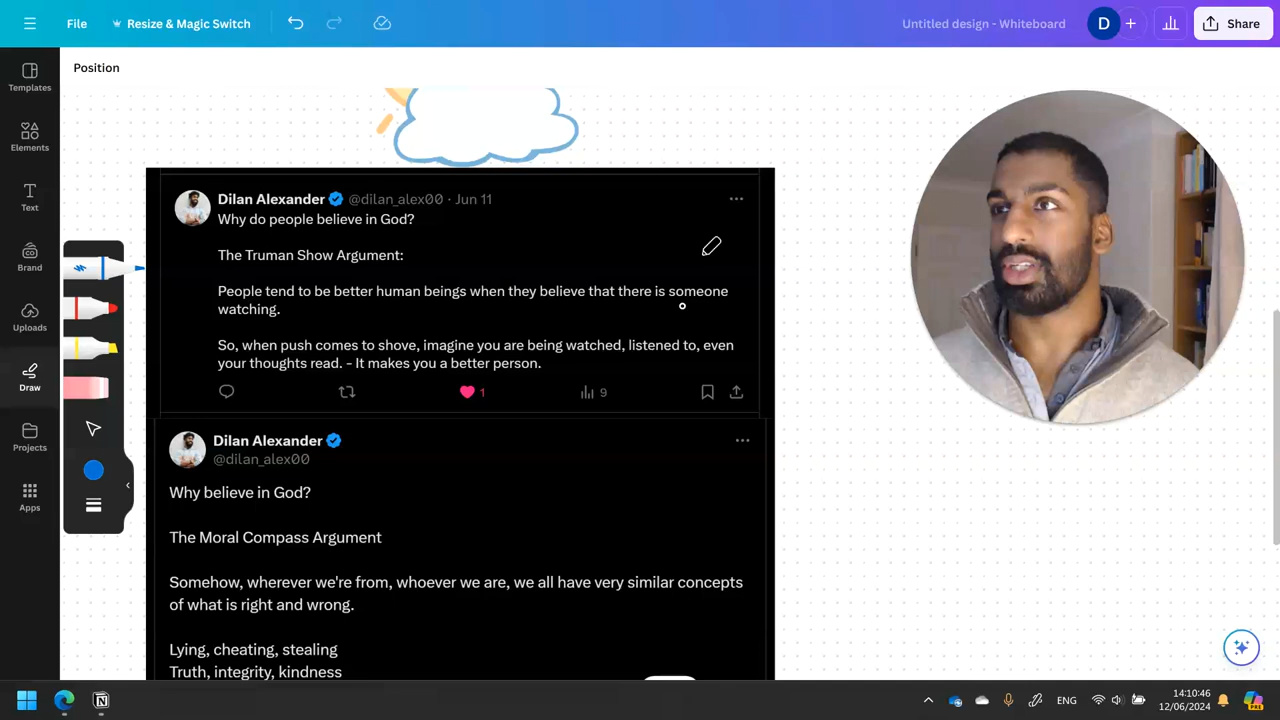 File
Resize & Magic Switch
Untitled design - Whiteboard
D
Share
Position
Templates
Elements
Text
Brand
Uploads
Draw
Projects
Apps
Dilan Alexander @dilan_alex00 · Jun 11
Why do people believe in God?
The Truman Show Argument:
People tend to be better human beings when they believe that there is someone
watching.
So, when push comes to shove, imagine you are being watched, listened to, even
your thoughts read. - It makes you a better person.
1
9
Dilan Alexander
@dilan_alex00
Why believe in God?
The Moral Compass Argument
Somehow, wherever we're from, whoever we are, we all have very similar concepts
of what is right and wrong.
Lying, cheating, stealing
Truth, integrity, kindness
ENG
14:10:46
12/06/2024
PRE